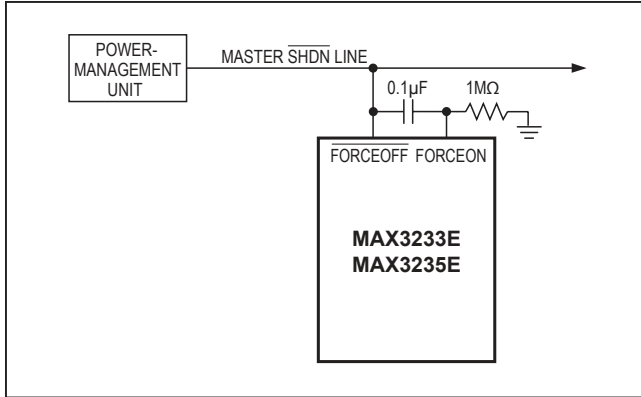 POWER-
MANAGEMENT
UNIT
MASTER SHDN LINE
0.1µF
1MΩ
FORCEOFF FORCEON
MAX3233E
MAX3235E